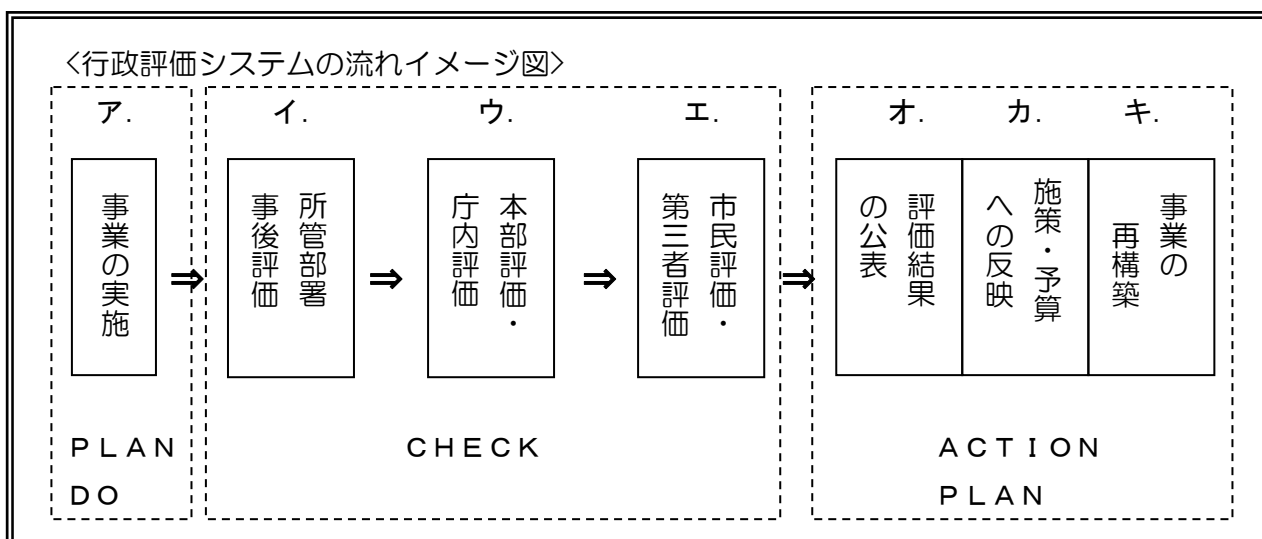 <行政評価システムの流れイメージ図>
ア.
イ.
ウ.
エ.
オ.
カ.
キ.
事業の実施
⇒
所管部署
事後評価
⇒
本部評価・
庁内評価
⇒
市民評価・
第三者評価
⇒
評価結果
の公表
施策・予算
への反映
事業の
再構築
ＰＬＡＮ
ＤＯ
ＣＨＥＣＫ
ＡＣＴＩＯＮ
ＰＬＡＮ